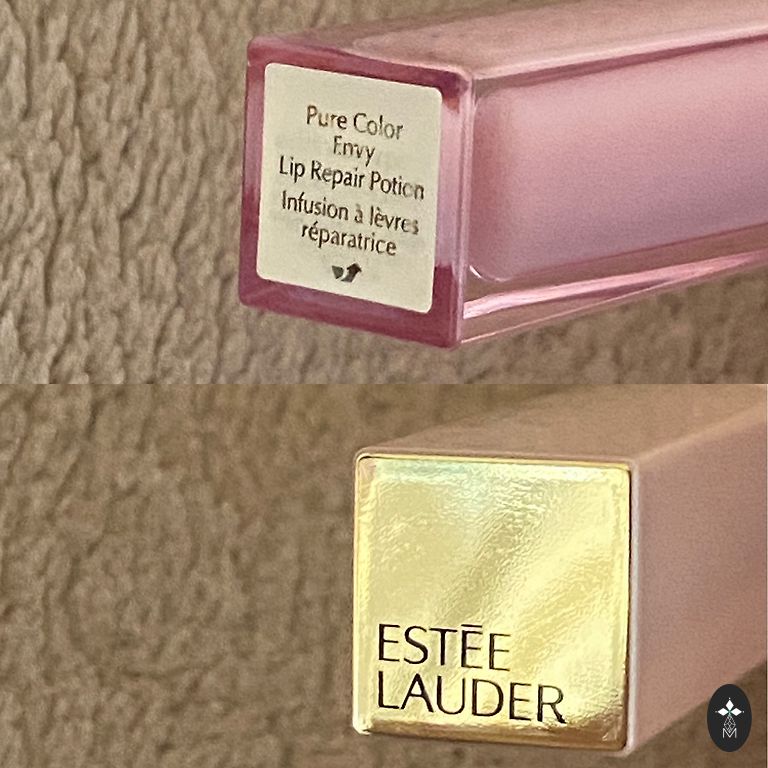 Pure Color
Envy
Lip Repair Potion
Infusion à lèvres
réparatrice
ESTĒE
LAUDER
M